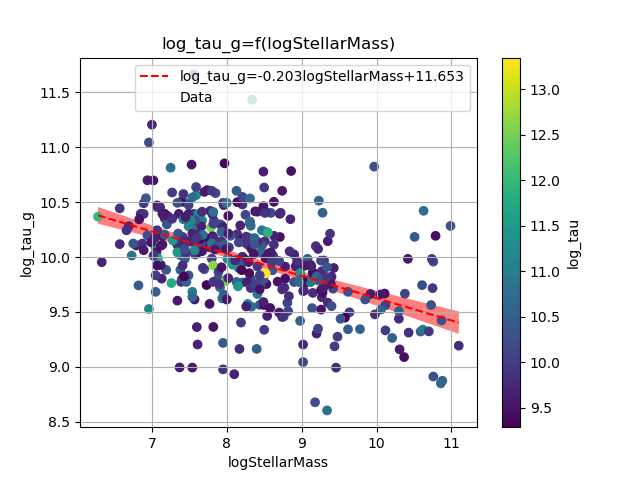 log_tau_g=f(logStellarMass)
log_tau_g=-0.203logStellarMass+11.653
Data
11.5
11.0
10.5
10.0
9.5
9.0
8.5
log_tau_g
7 8 9 10 11
logStellarMass
13.0
12.5
12.0
11.5
11.0
10.5
10.0
9.5
log_tau